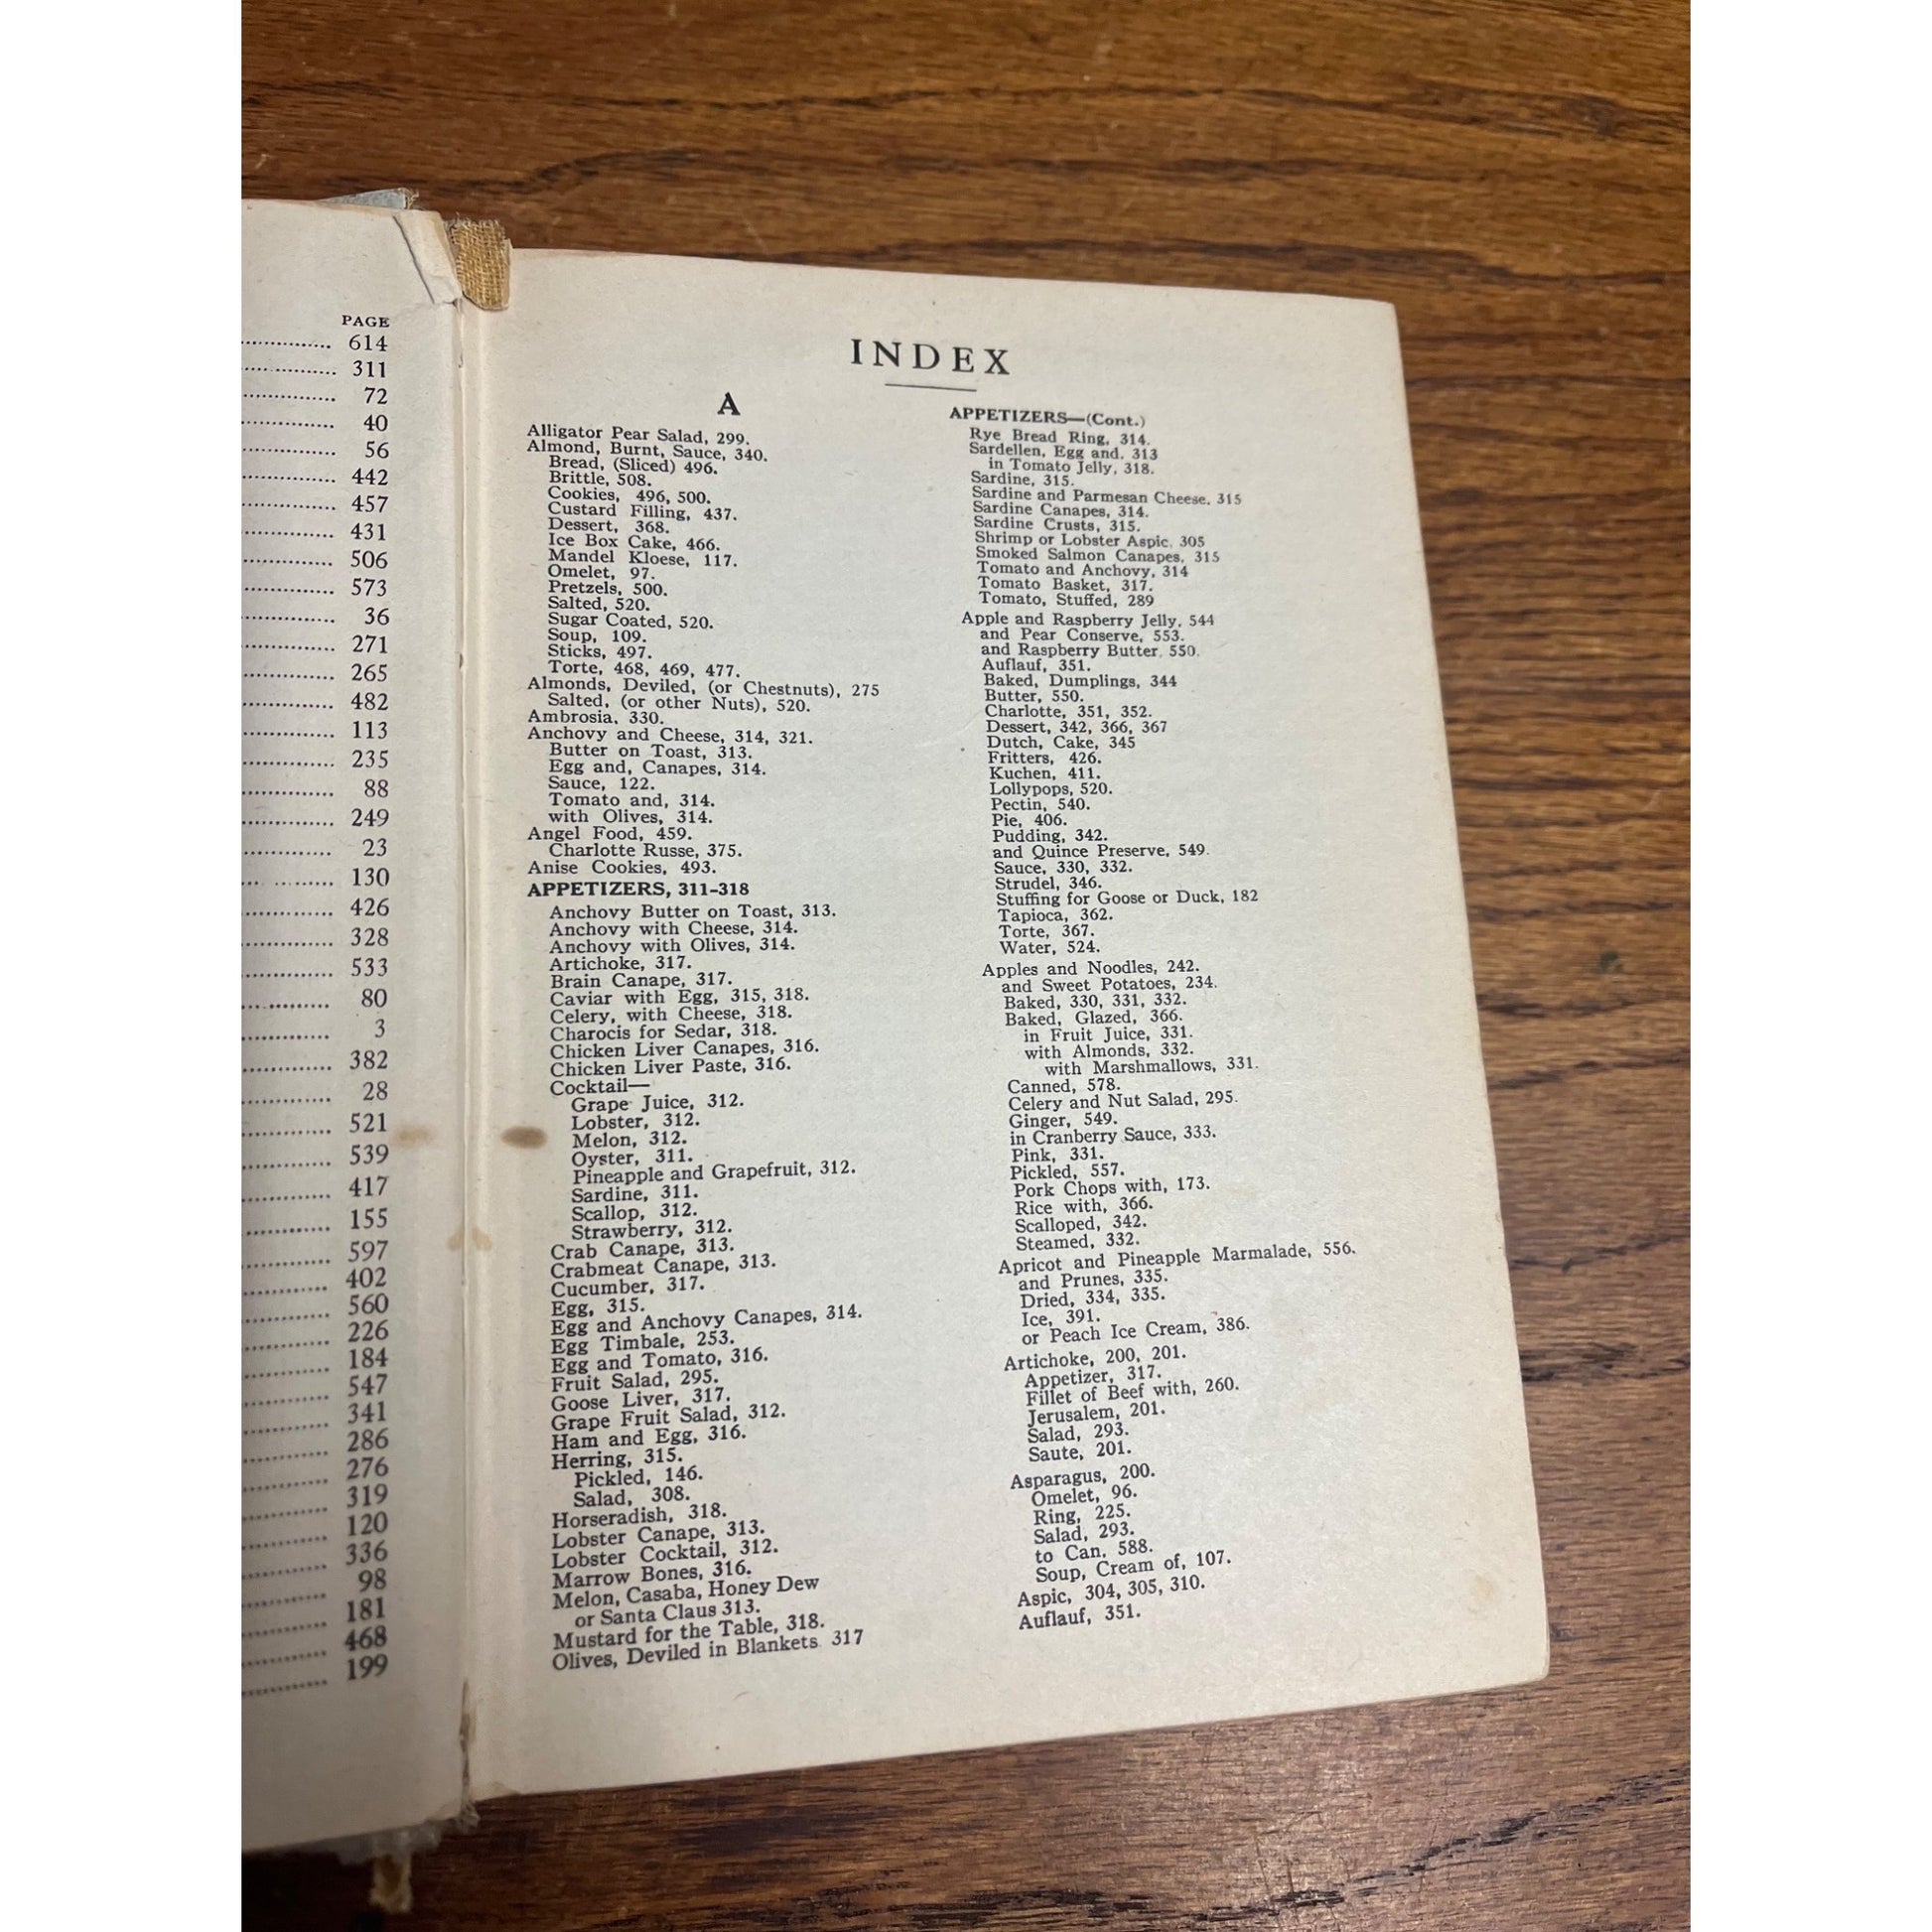 PAGE
614
311
72
40
56
442
457
431
506
573
36
271
265
482
113
235
88
249
23
130
426
328
533
80
3
382
28
521
539
417
155
597
402
560
226
184
547
341
286
276
319
120
336
98
181
468
199
INDEX
A
Alligator Pear Salad, 299.
Almond, Burnt, Sauce, 340.
Bread, (Sliced) 496.
Brittle, 508.
Cookies, 496, 500.
Custard Filling, 437.
Dessert, 368.
Ice Box Cake, 466.
Mandel Kloese, 117.
Omelet, 97.
Pretzels, 500.
Salted, 520.
Sugar Coated, 520.
Soup, 109.
Sticks, 497.
Torte, 468, 469, 477.
Almonds, Deviled, (or Chestnuts), 275
Salted, (or other Nuts), 520.
Ambrosia, 330.
Anchovy and Cheese, 314, 321.
Butter on Toast, 313.
Egg and, Canapes, 314.
Sauce, 122.
Tomato and, 314.
with Olives, 314.
Angel Food, 459.
Charlotte Russe, 375.
Anise Cookies, 493.
APPETIZERS, 311-318
Anchovy Butter on Toast, 313.
Anchovy with Cheese, 314.
Anchovy with Olives, 314.
Artichoke, 317.
Brain Canape, 317.
Caviar with Egg, 315, 318.
Celery, with Cheese, 318.
Charocis for Sedar, 318.
Chicken Liver Canapes, 316.
Chicken Liver Paste, 316.
Cocktail—
Grape Juice, 312.
Lobster, 312.
Melon, 312.
Oyster, 311.
Pineapple and Grapefruit, 312.
Sardine, 311.
Scallop, 312.
Strawberry, 312.
Crab Canape, 313.
Crabmeat Canape, 313.
Cucumber, 317.
Egg, 315.
Egg and Anchovy Canapes, 314.
Egg Timbale, 253.
Egg and Tomato, 316.
Fruit Salad, 295.
Goose Liver, 317.
Grape Fruit Salad, 312.
Ham and Egg, 316.
Herring, 315.
Pickled, 146.
Salad, 308.
Horseradish, 318.
Lobster Canape, 313.
Lobster Cocktail, 312.
Marrow Bones, 316.
Melon, Casaba, Honey Dew
or Santa Claus 313.
Mustard for the Table, 318.
Olives, Deviled in Blankets 317
APPETIZERS—(Cont.)
Rye Bread Ring, 314.
Sardellen, Egg and. 313
in Tomato Jelly, 318.
Sardine, 315.
Sardine and Parmesan Cheese. 315
Sardine Canapes, 314.
Sardine Crusts, 315.
Shrimp or Lobster Aspic. 305
Smoked Salmon Canapes, 315
Tomato and Anchovy, 314
Tomato Basket, 317.
Tomato, Stuffed, 289
Apple and Raspberry Jelly, 544
and Pear Conserve, 553.
and Raspberry Butter. 550.
Auflauf, 351.
Baked, Dumplings, 344
Butter, 550.
Charlotte, 351, 352.
Dessert, 342, 366, 367
Dutch, Cake, 345
Fritters, 426.
Kuchen, 411.
Lollypops, 520.
Pectin, 540.
Pie, 406.
Pudding, 342.
and Quince Preserve, 549.
Sauce, 330, 332.
Strudel, 346.
Stuffing for Goose or Duck, 182
Tapioca, 362.
Torte, 367.
Water, 524.
Apples and Noodles, 242.
and Sweet Potatoes, 234.
Baked, 330, 331, 332.
Baked, Glazed, 366.
in Fruit Juice, 331.
with Almonds, 332.
with Marshmallows, 331.
Canned, 578.
Celery and Nut Salad, 295.
Ginger, 549.
in Cranberry Sauce, 333.
Pink, 331.
Pickled, 557.
Pork Chops with, 173.
Rice with, 366.
Scalloped, 342.
Steamed, 332.
Apricot and Pineapple Marmalade, 556.
and Prunes, 335.
Dried, 334, 335.
Ice, 391.
or Peach Ice Cream, 386.
Artichoke, 200, 201.
Appetizer, 317.
Fillet of Beef with, 260.
Jerusalem, 201.
Salad, 293.
Saute, 201.
Asparagus, 200.
Omelet, 96.
Ring, 225.
Salad, 293.
to Can, 588.
Soup, Cream of, 107.
Aspic, 304, 305, 310.
Auflauf, 351.